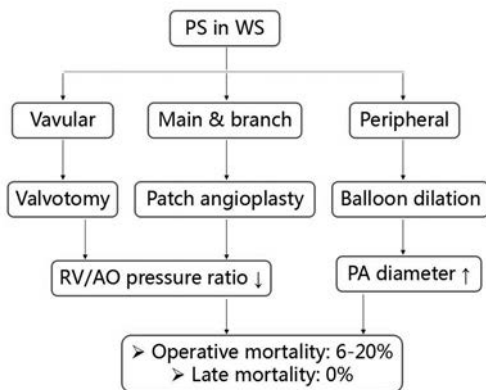 PS in WS
Vavular
Main & branch
Peripheral
Valvotomy
Patch angioplasty
Balloon dilation
RV/AO pressure ratio ↓
PA diameter ↑
➢ Operative mortality: 6-20%
➢ Late mortality: 0%